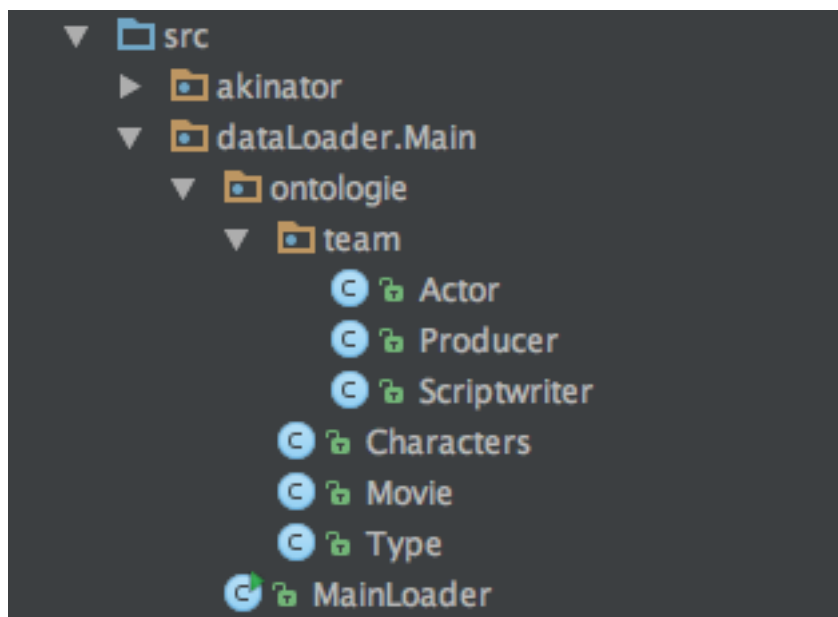 src
akinator
dataLoader.Main
ontologie
team
Actor
Producer
Scriptwriter
Characters
Movie
Type
MainLoader